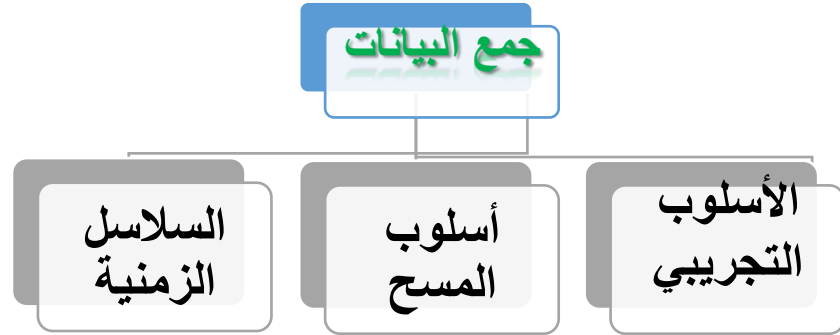 جمع البيانات
الأسلوب
التجريبي
أسلوب
المسح
السلاسل
الزمنية